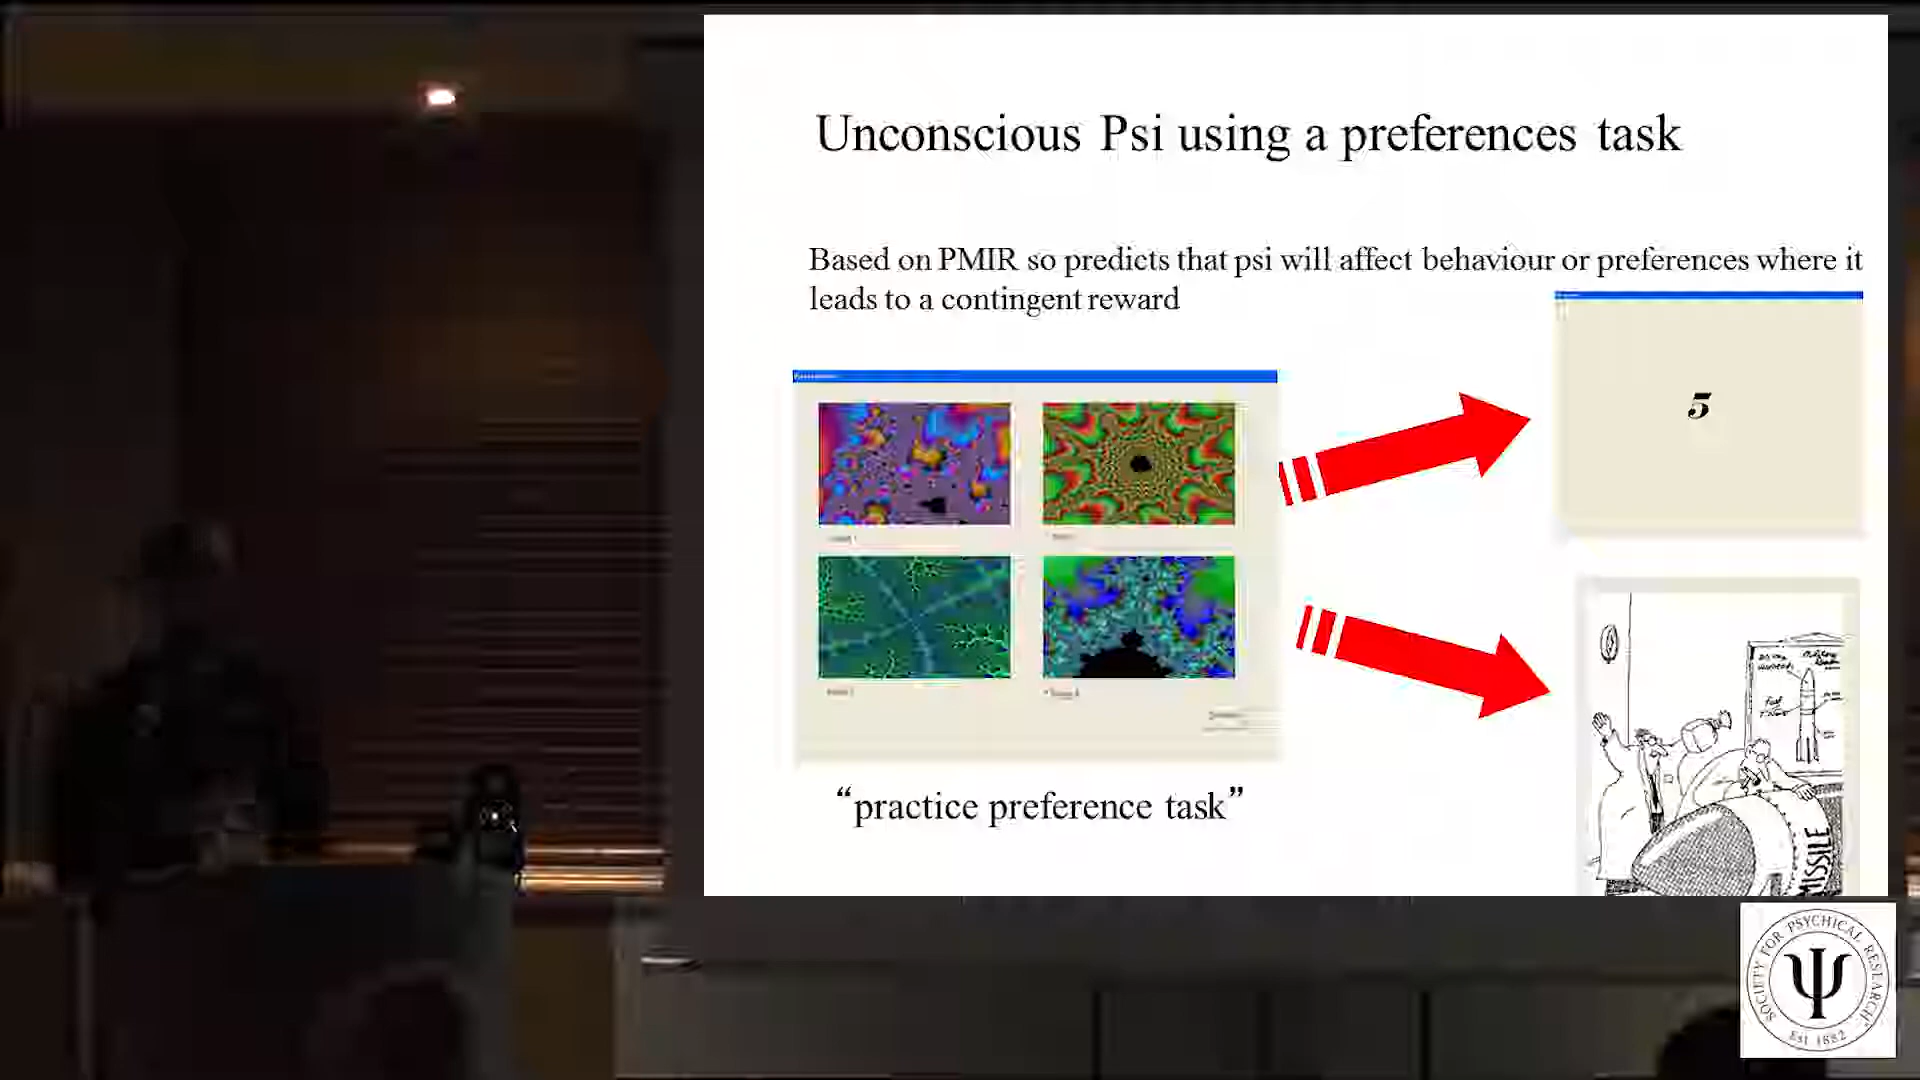 Unconscious Psi using a preferences task
Based on PMIR so predicts that psi will affect behaviour or preferences where it
leads to a contingent reward
5
“practice preference task”
MISSILE
SOCIETY FOR PSYCHICAL RESEARCH
Est 1882